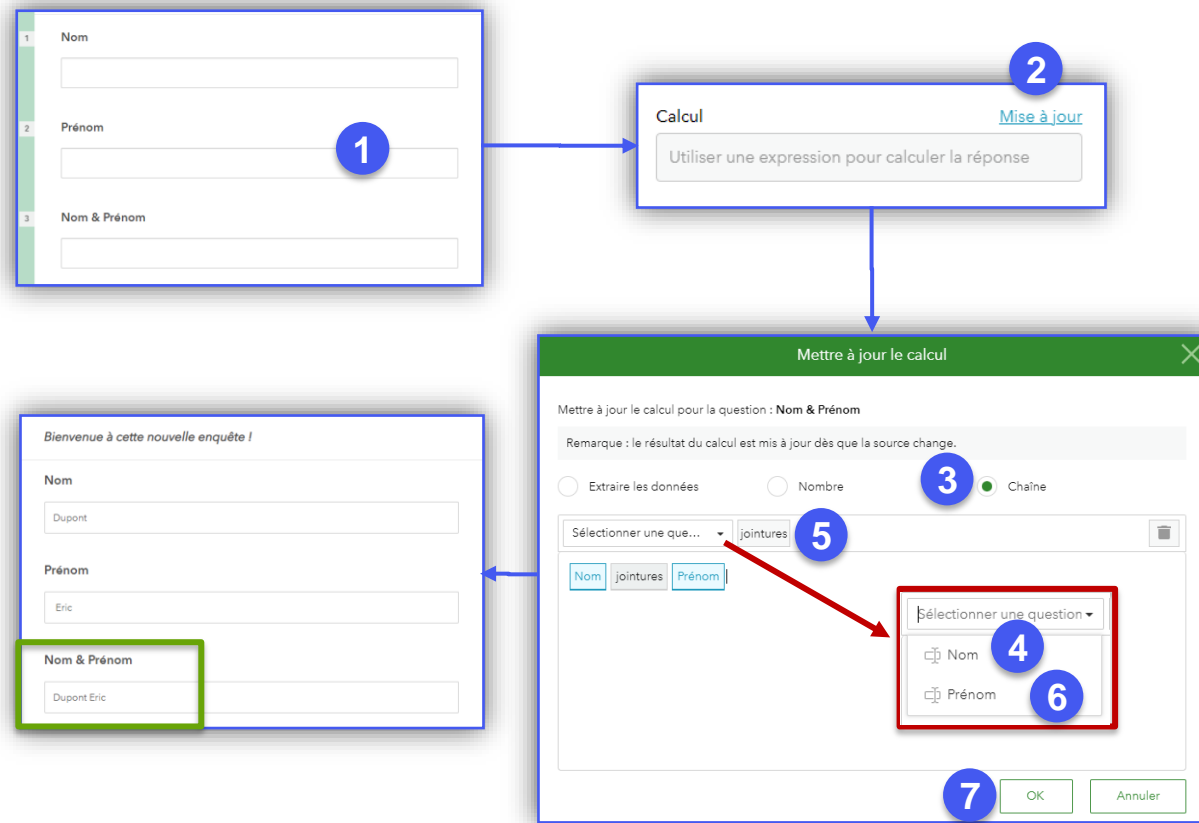 1
Nom
2
Prénom
1
3
Nom & Prénom
2
Calcul Mise à jour
Utiliser une expression pour calculer la réponse
Mettre à jour le calcul
Mettre à jour le calcul pour la question : Nom & Prénom
Remarque : le résultat du calcul est mis à jour dès que la source change.
Extraire les données Nombre 3 Chaîne
Sélectionner une que... jointures 5
Nom jointures Prénom
Sélectionner une question
Nom 4
Prénom 6
7 OK Annuler
Bienvenue à cette nouvelle enquête !
Nom
Dupont
Prénom
Eric
Nom & Prénom
Dupont Eric